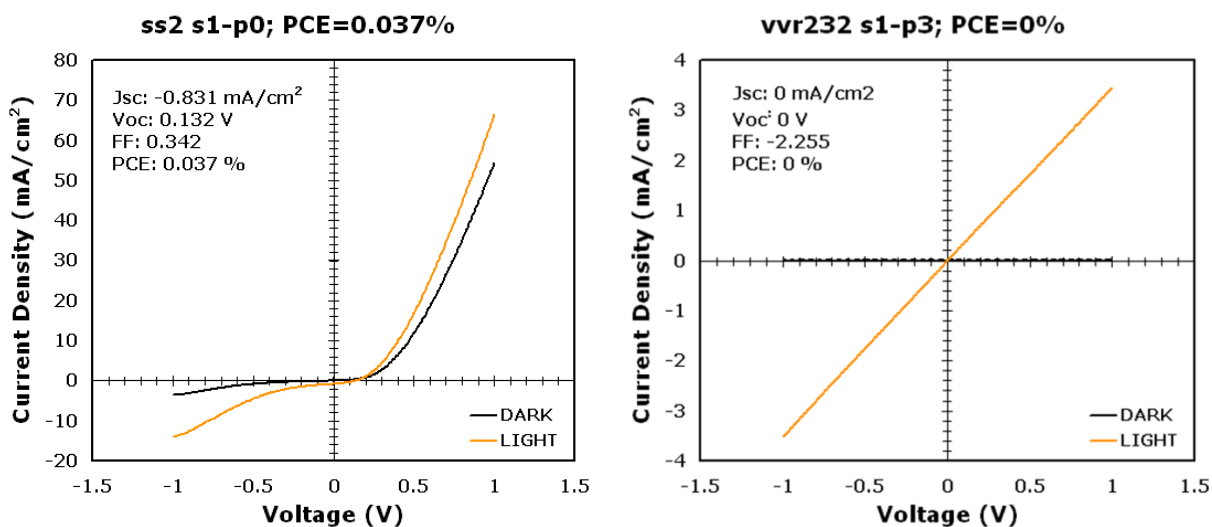 ss2 s1-p0; PCE=0.037%
Current Density (mA/cm²)
80
70
60
50
40
30
20
10
0
-10
-20
Jsc: -0.831 mA/cm²
Voc: 0.132 V
FF: 0.342
PCE: 0.037 %
DARK
LIGHT
-1.5 -1 -0.5 0 0.5 1 1.5
Voltage (V)
vvr232 s1-p3; PCE=0%
Current Density (mA/cm²)
4
3
2
1
0
-1
-2
-3
-4
Jsc: 0 mA/cm2
Voc: 0 V
FF: -2.255
PCE: 0 %
DARK
LIGHT
-1.5 -1 -0.5 0 0.5 1 1.5
Voltage (V)